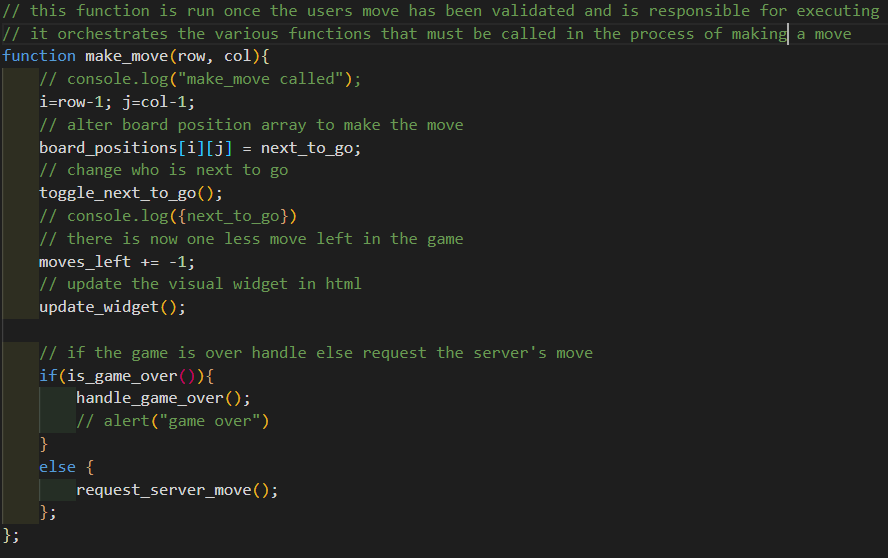 // this function is run once the users move has been validated and is responsible for executing
// it orchestrates the various functions that must be called in the process of making a move
function make_move(row, col){
    // console.log("make_move called");
    i=row-1; j=col-1;
    // alter board position array to make the move
    board_positions[i][j] = next_to_go;
    // change who is next to go
    toggle_next_to_go();
    // console.log({next_to_go})
    // there is now one less move left in the game
    moves_left += -1;
    // update the visual widget in html
    update_widget();

    // if the game is over handle else request the server's move
    if(is_game_over()){
        handle_game_over();
        // alert("game over")
    }
    else {
        request_server_move();
    };
};